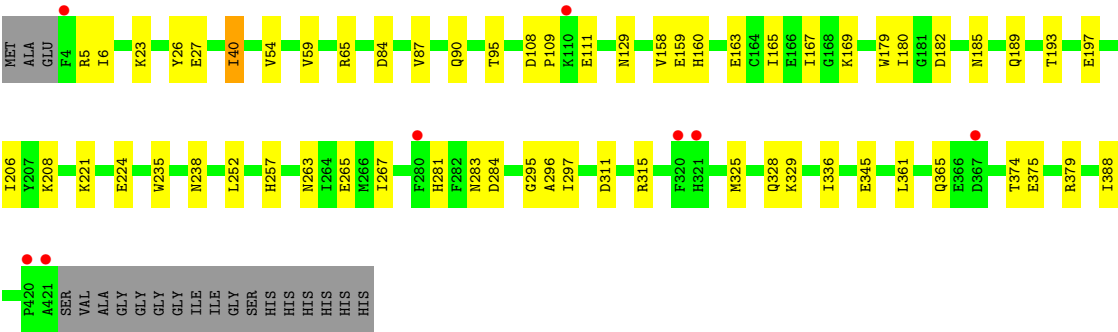 MET ALA GLU F4 R5 I6 K23 Y26 E27 I40 V54 V59 R65 D84 V87 Q90 T95 D108 P109 K110 E111 N129 V158 E159 H160 E163 C164 I165 E166 I167 G168 K169 W179 I180 G181 D182 N185 Q189 T193 E197
I206 Y207 K208 K221 E224 W235 N238 L252 H257 N263 I264 E265 M266 I267 F280 H281 F282 N283 D284 G295 A296 I297 D311 R315 F320 H321 M325 Q328 K329 I336 E345 L361 Q365 E366 D367 T374 E375 R379 I388
P420 A421 SER VAL ALA GLY GLY GLY GLY ILE ILE GLY SER HIS HIS HIS HIS HIS HIS